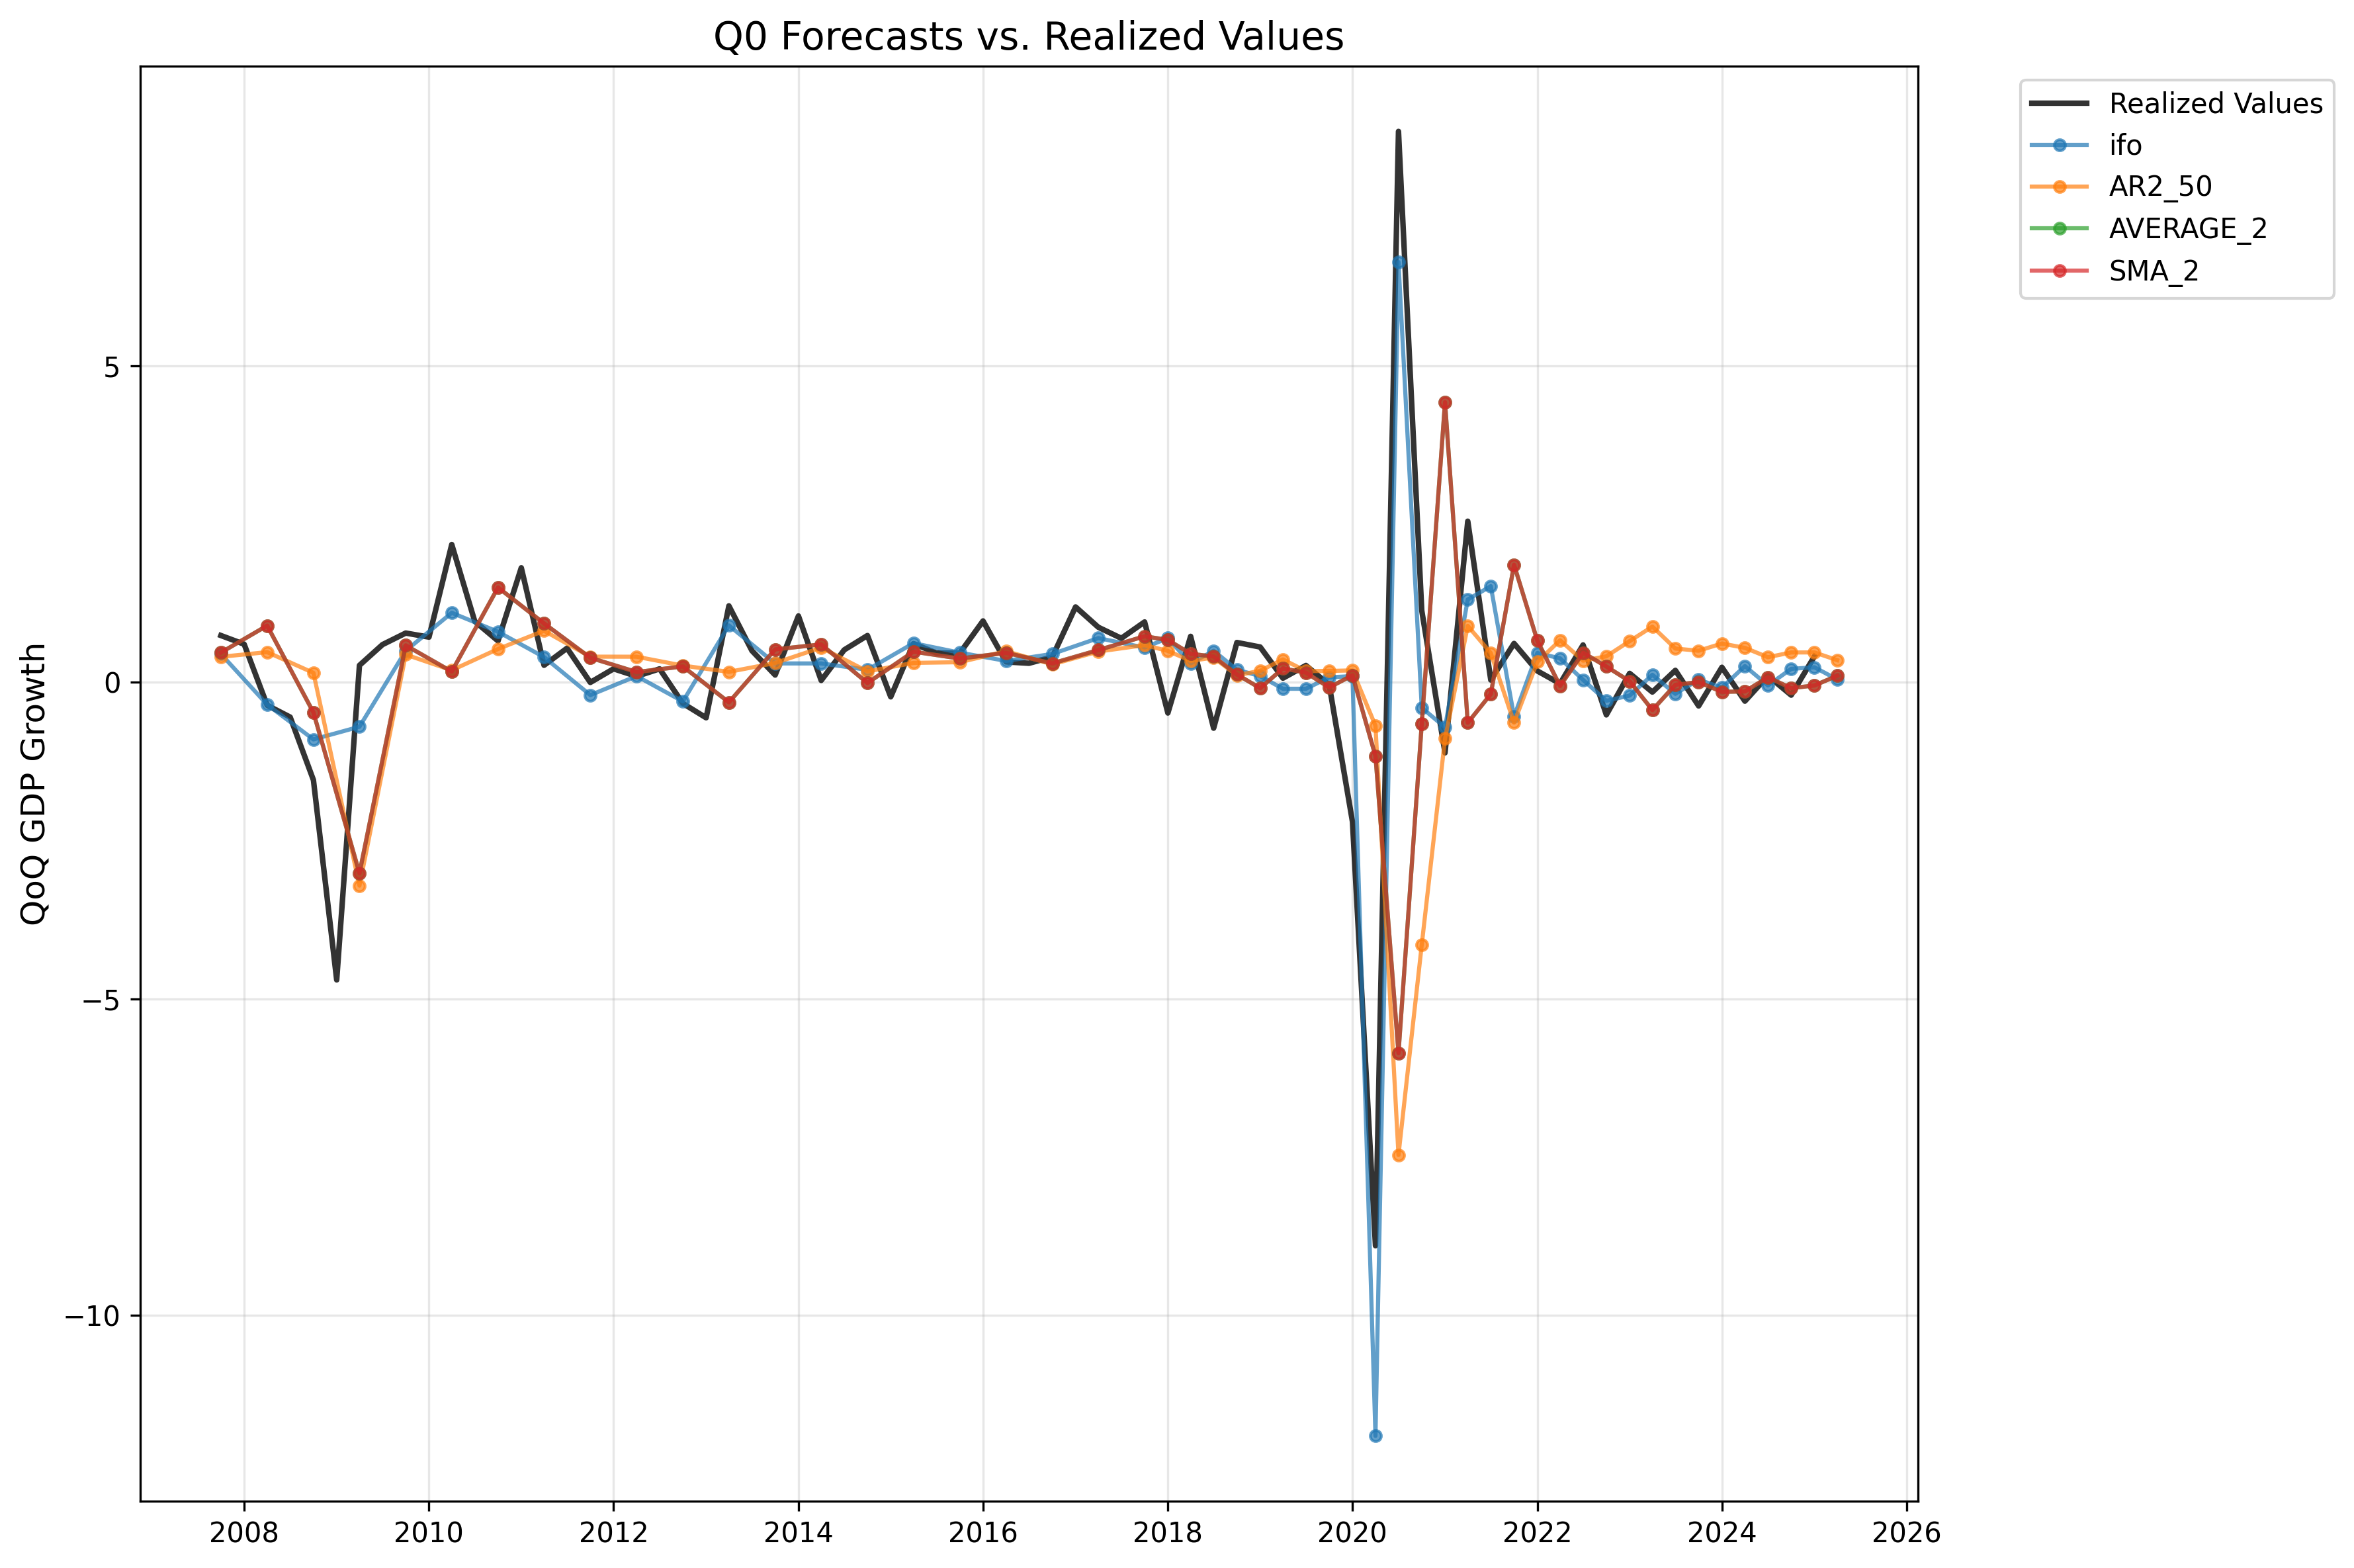 Q0 Forecasts vs. Realized Values
Realized Values
ifo
AR2_50
AVERAGE_2
SMA_2
QoQ GDP Growth
5
0
−5
−10
2008 2010 2012 2014 2016 2018 2020 2022 2024 2026